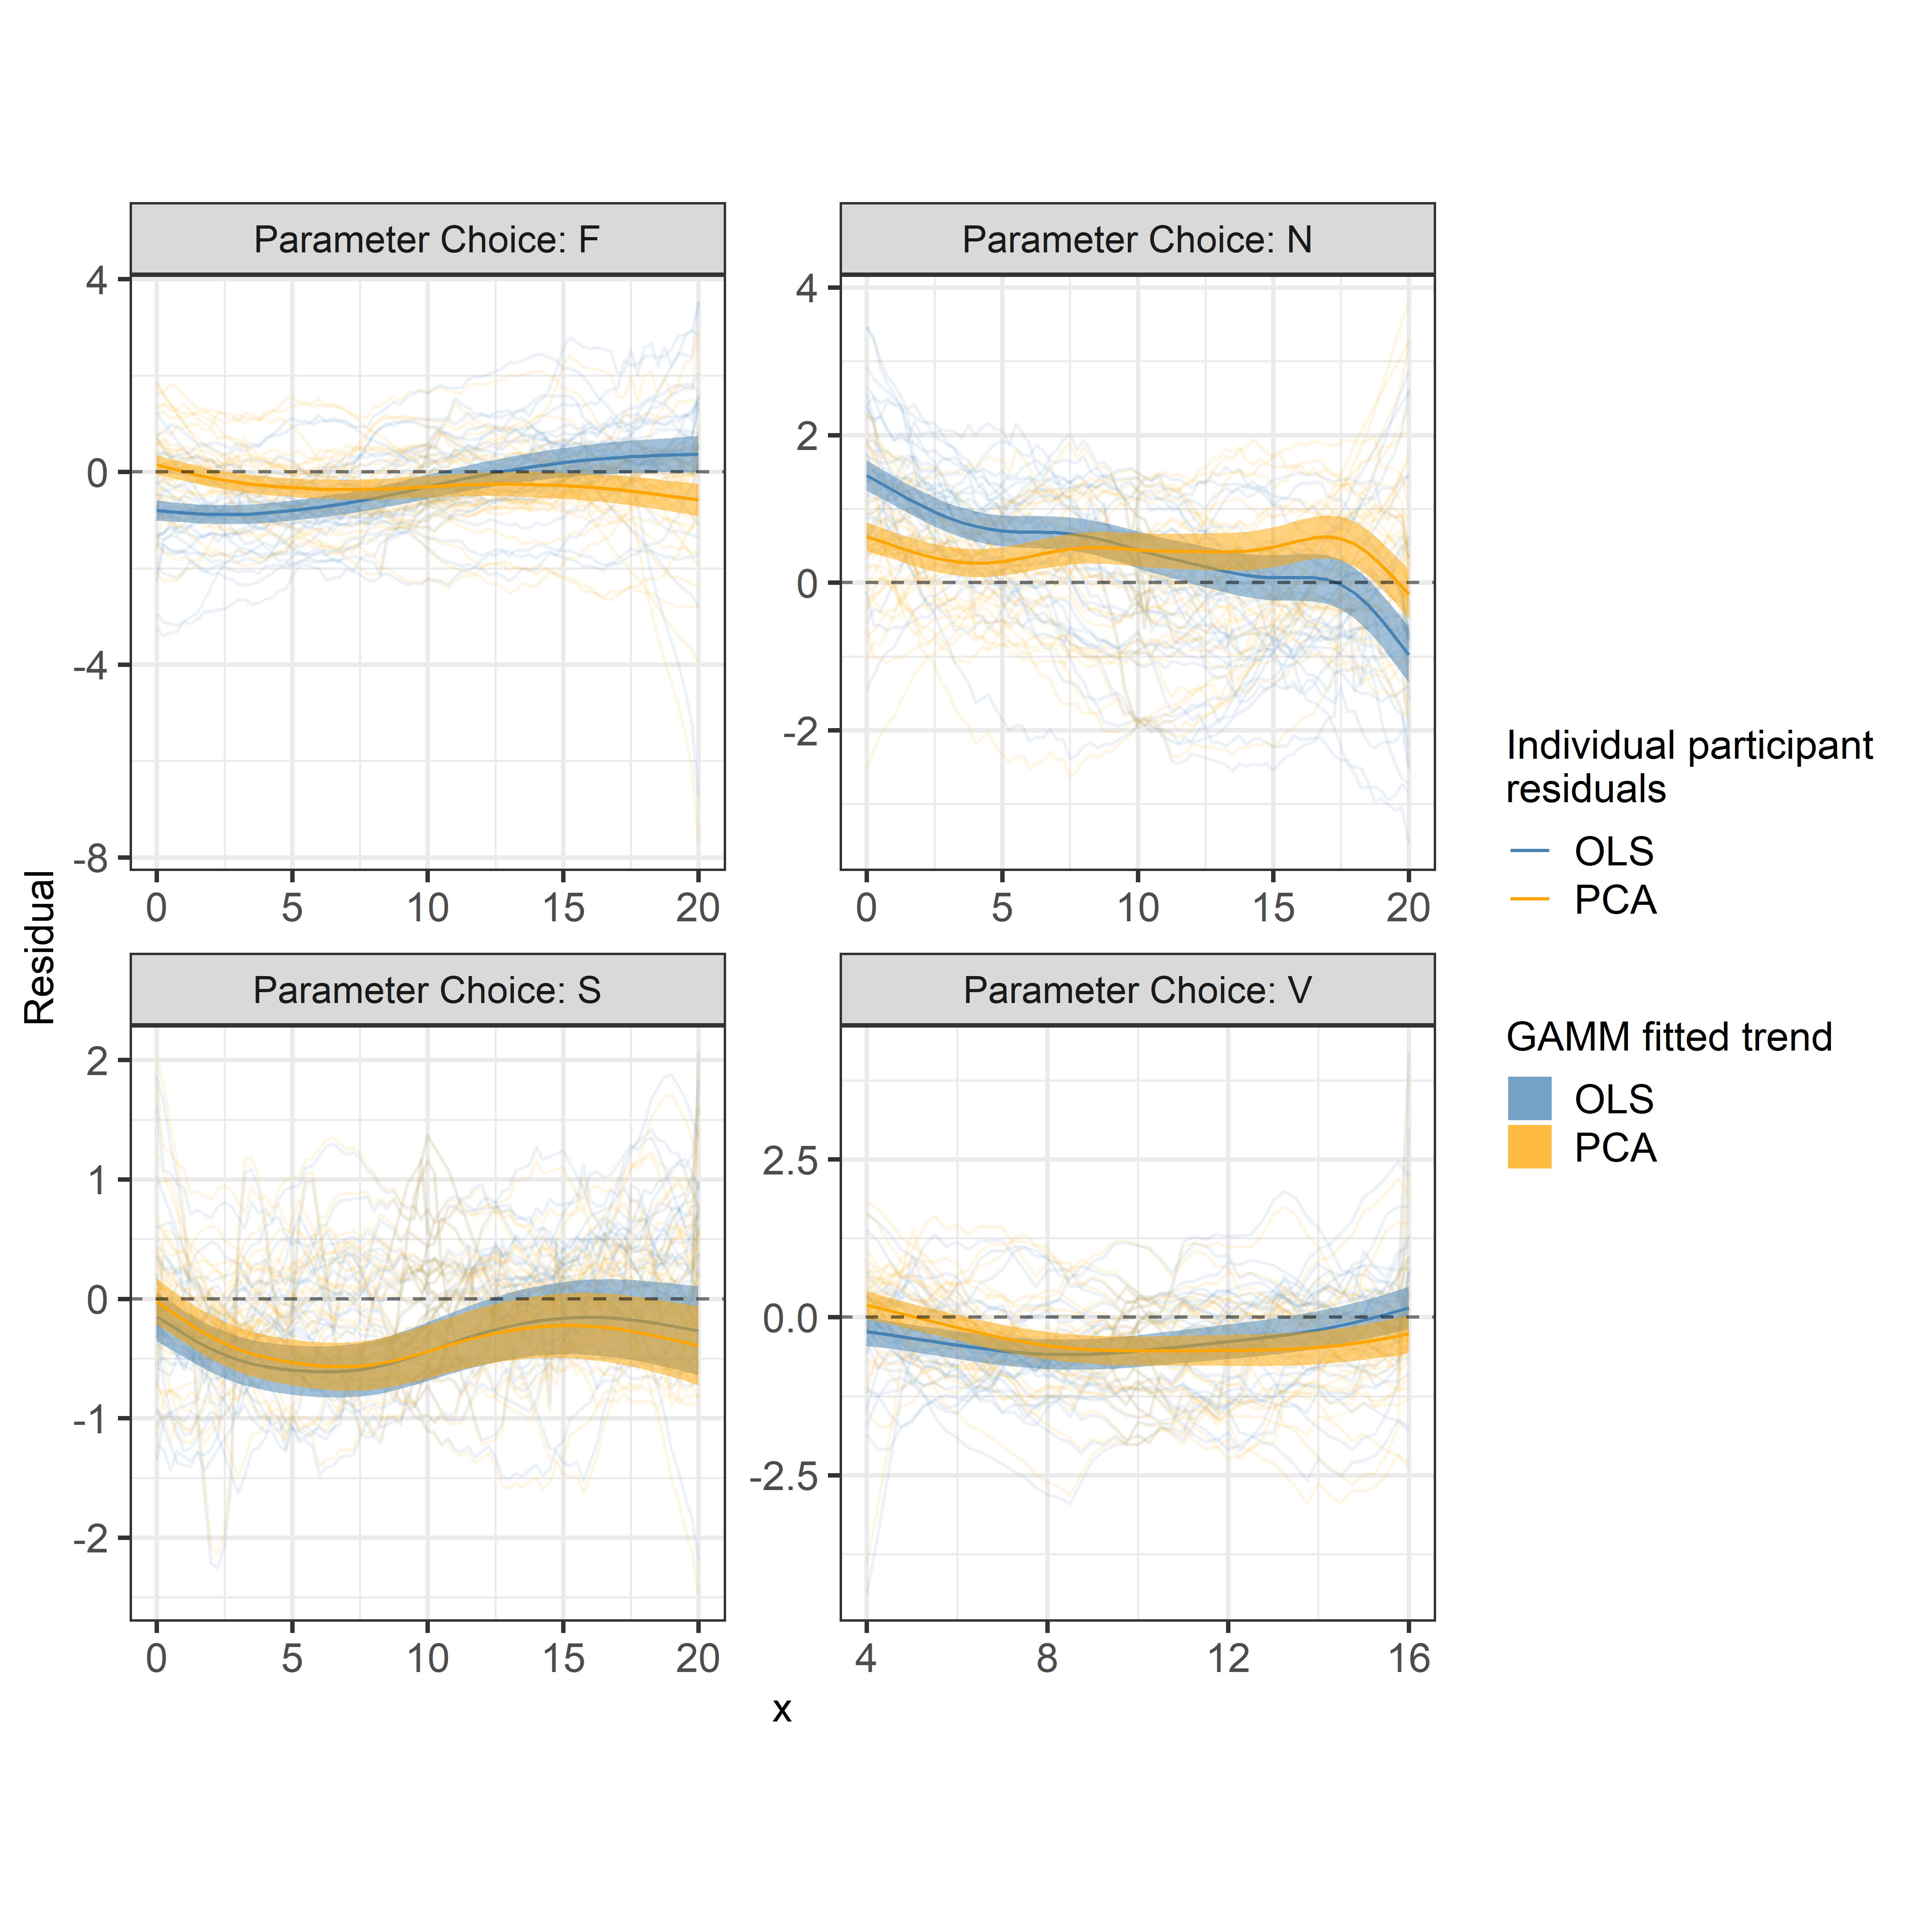 Parameter Choice: F
Parameter Choice: N
4
0
-4
-8
4
2
0
-2
0 5 10 15 20
0 5 10 15 20
Parameter Choice: S
Parameter Choice: V
2
1
0
-1
-2
2.5
0.0
-2.5
0 5 10 15 20
4 8 12 16
Residual
x
Individual participant
residuals
OLS
PCA
GAMM fitted trend
OLS
PCA